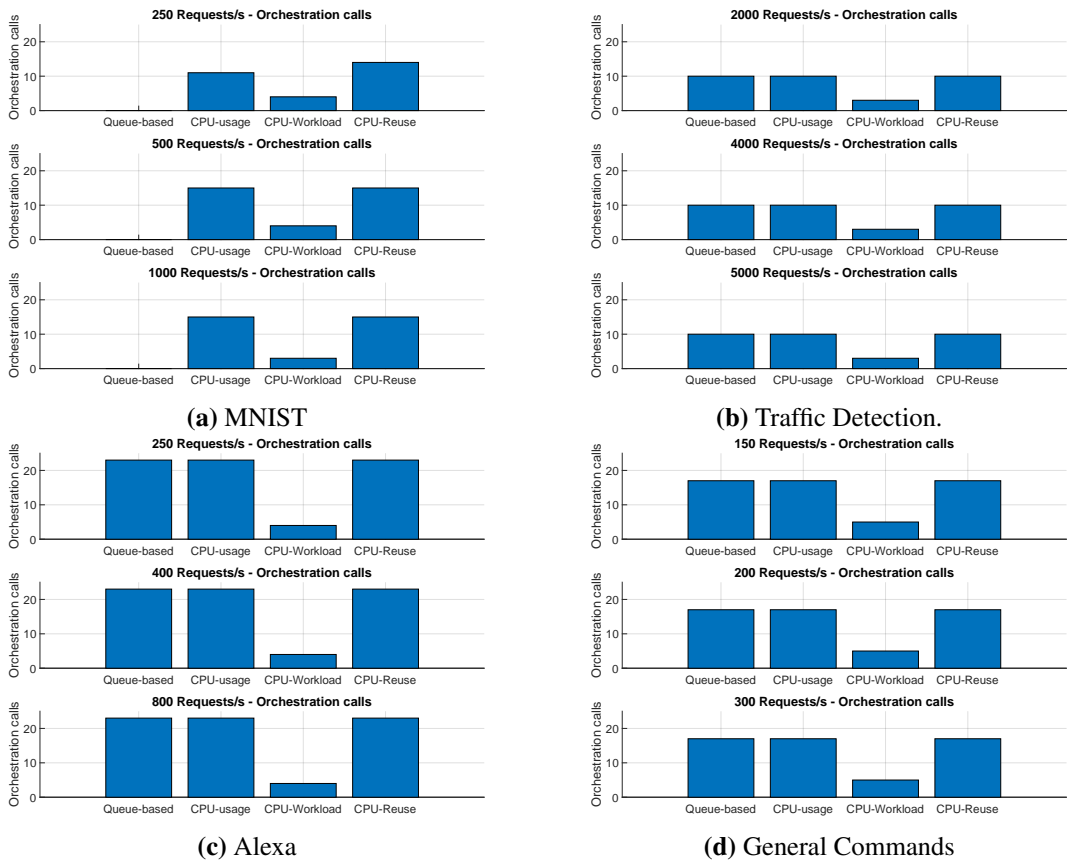 250 Requests/s - Orchestration calls
Orchestration calls
20
10
0
Queue-based CPU-usage CPU-Workload CPU-Reuse
500 Requests/s - Orchestration calls
Orchestration calls
20
10
0
Queue-based CPU-usage CPU-Workload CPU-Reuse
1000 Requests/s - Orchestration calls
Orchestration calls
20
10
0
Queue-based CPU-usage CPU-Workload CPU-Reuse
(a) MNIST
2000 Requests/s - Orchestration calls
Orchestration calls
20
10
0
Queue-based CPU-usage CPU-Workload CPU-Reuse
4000 Requests/s - Orchestration calls
Orchestration calls
20
10
0
Queue-based CPU-usage CPU-Workload CPU-Reuse
5000 Requests/s - Orchestration calls
Orchestration calls
20
10
0
Queue-based CPU-usage CPU-Workload CPU-Reuse
(b) Traffic Detection.
250 Requests/s - Orchestration calls
Orchestration calls
20
10
0
Queue-based CPU-usage CPU-Workload CPU-Reuse
400 Requests/s - Orchestration calls
Orchestration calls
20
10
0
Queue-based CPU-usage CPU-Workload CPU-Reuse
800 Requests/s - Orchestration calls
Orchestration calls
20
10
0
Queue-based CPU-usage CPU-Workload CPU-Reuse
(c) Alexa
150 Requests/s - Orchestration calls
Orchestration calls
20
10
0
Queue-based CPU-usage CPU-Workload CPU-Reuse
200 Requests/s - Orchestration calls
Orchestration calls
20
10
0
Queue-based CPU-usage CPU-Workload CPU-Reuse
300 Requests/s - Orchestration calls
Orchestration calls
20
10
0
Queue-based CPU-usage CPU-Workload CPU-Reuse
(d) General Commands